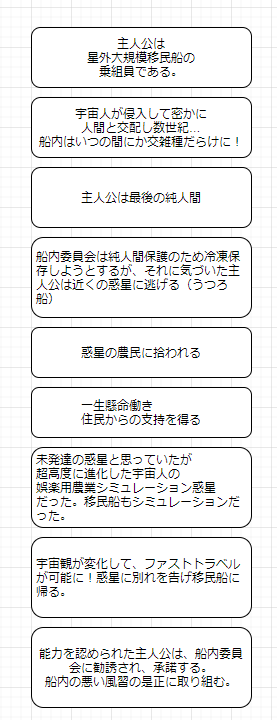 主人公は
星外大規模移民船の
乗組員である。
宇宙人が侵入して密かに
人間と交配し数世紀...
船内はいつの間にか交雑種だらけに！
主人公は最後の純人間
船内委員会は純人間保護のため冷凍保
存しようとするが、それに気づいた主
人公は近くの惑星に逃げる（うつろ
船）
惑星の農民に拾われる
一生懸命働き
住民からの支持を得る
未発達の惑星と思っていたが
超高度に進化した宇宙人の
娯楽用農業シミュレーション惑星
だった。移民船もシミュレーションだ
った。
宇宙観が変化して、ファストトラベル
が可能に！惑星に別れを告げ移民船に
帰る。
能力を認められた主人公は、船内委員
会に勧誘され、承諾する。
船内の悪い風習の是正に取り組む。